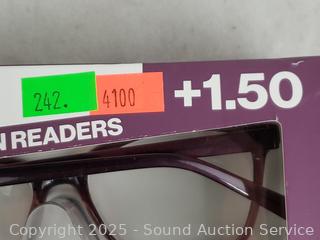 242. 4100 +1.50
N READERS
Copyright 2025 - Sound Auction Service